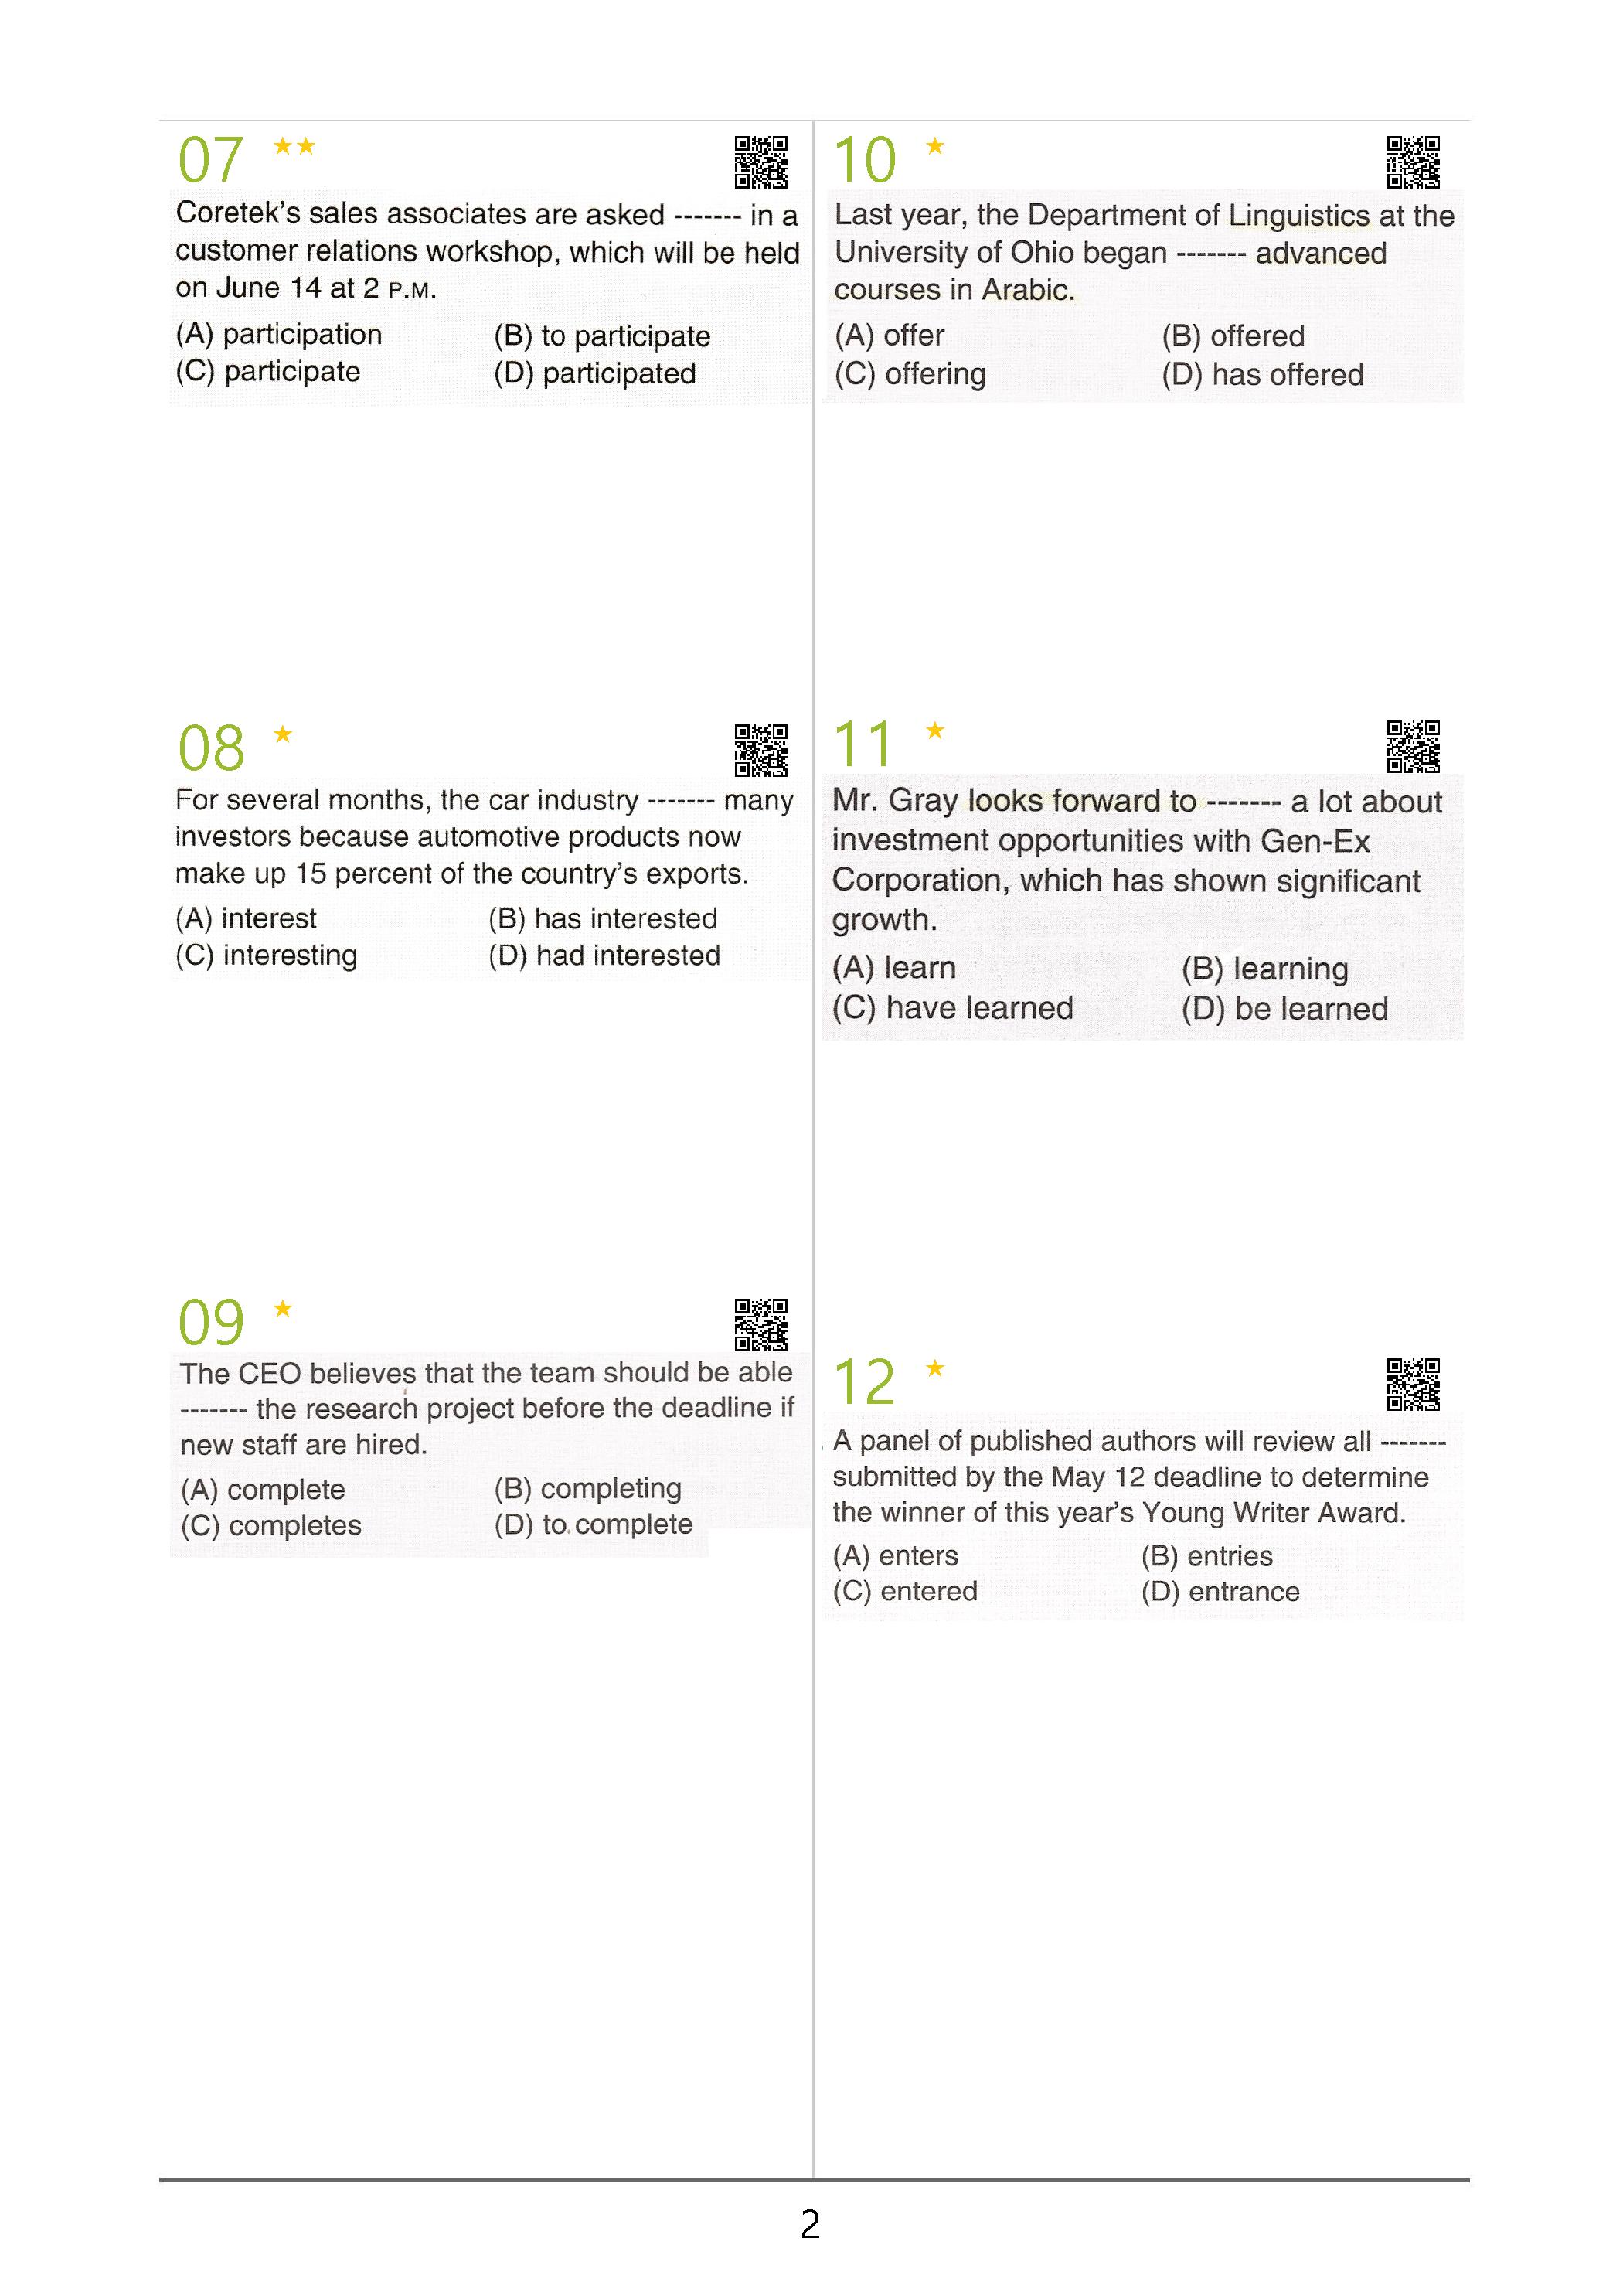 07 ★★
Coretek's sales associates are asked ------- in a
customer relations workshop, which will be held
on June 14 at 2 P.M.
(A) participation (B) to participate
(C) participate (D) participated
08 ★
For several months, the car industry ------- many
investors because automotive products now
make up 15 percent of the country's exports.
(A) interest (B) has interested
(C) interesting (D) had interested
09 ★
The CEO believes that the team should be able
------- the research project before the deadline if
new staff are hired.
(A) complete (B) completing
(C) completes (D) to complete
10 ★
Last year, the Department of Linguistics at the
University of Ohio began ------- advanced
courses in Arabic.
(A) offer (B) offered
(C) offering (D) has offered
11 ★
Mr. Gray looks forward to ------- a lot about
investment opportunities with Gen-Ex
Corporation, which has shown significant
growth.
(A) learn (B) learning
(C) have learned (D) be learned
12 ★
A panel of published authors will review all -------
submitted by the May 12 deadline to determine
the winner of this year's Young Writer Award.
(A) enters (B) entries
(C) entered (D) entrance
2